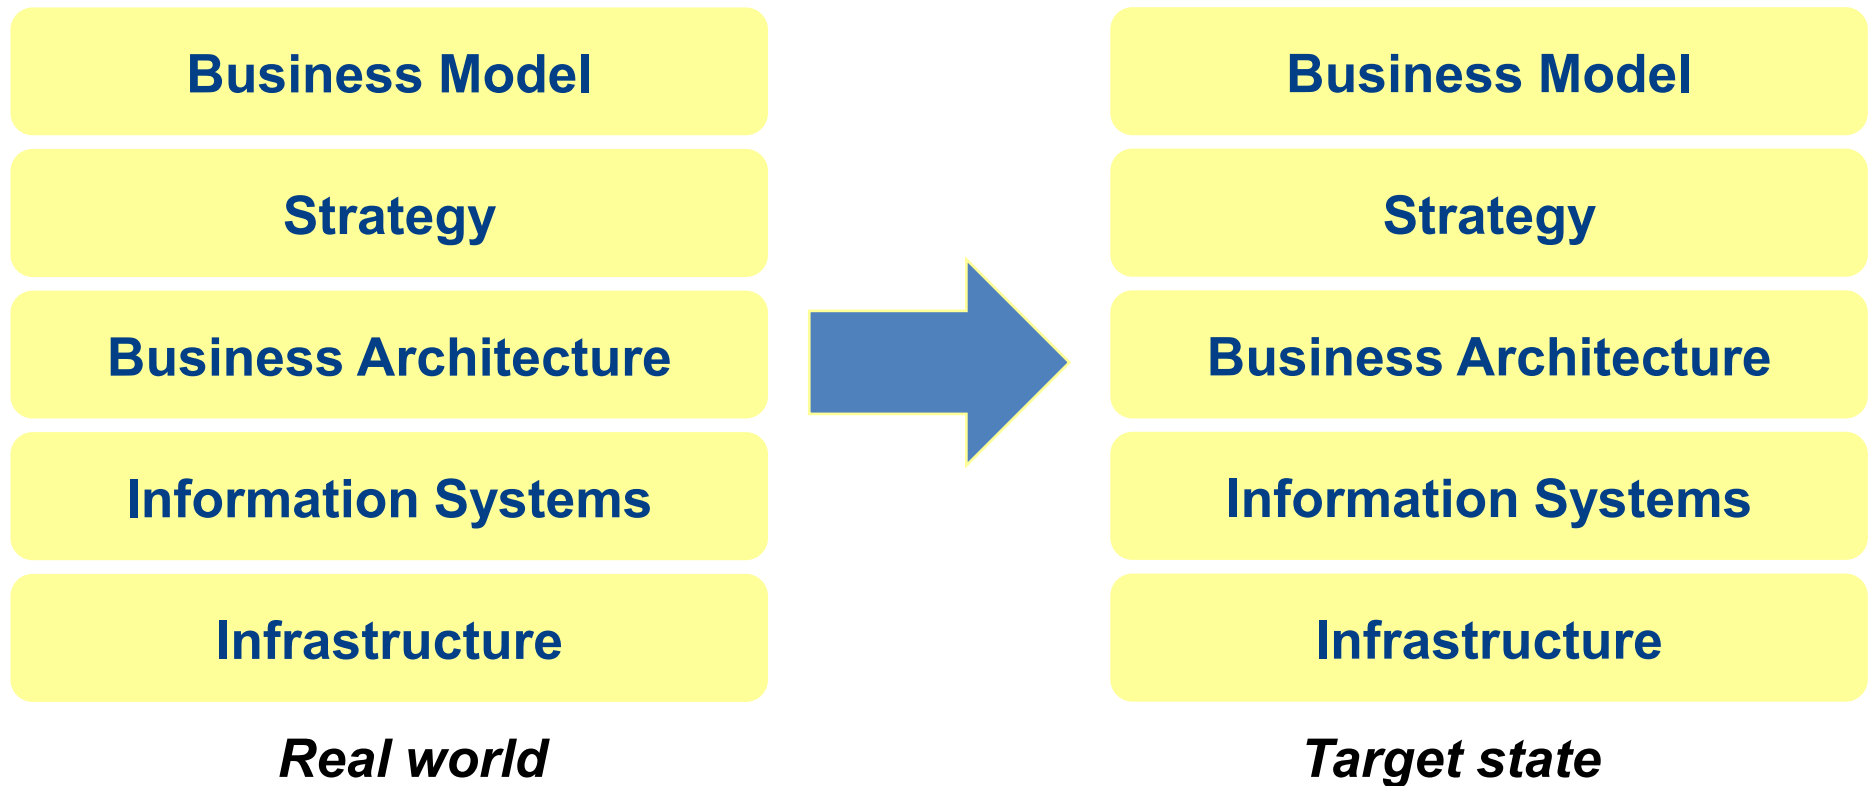 Business Model
Strategy
Business Architecture
Information Systems
Infrastructure
Real world
Business Model
Strategy
Business Architecture
Information Systems
Infrastructure
Target state